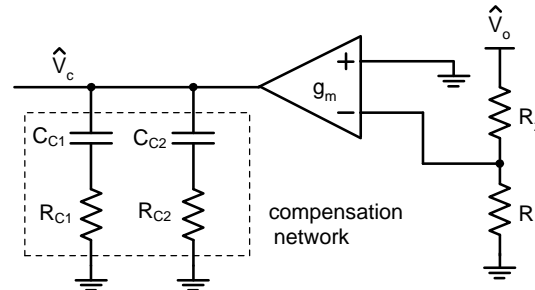 V̂c
V̂o
gm
+
−
CC1
CC2
RC1
RC2
compensation
network
R